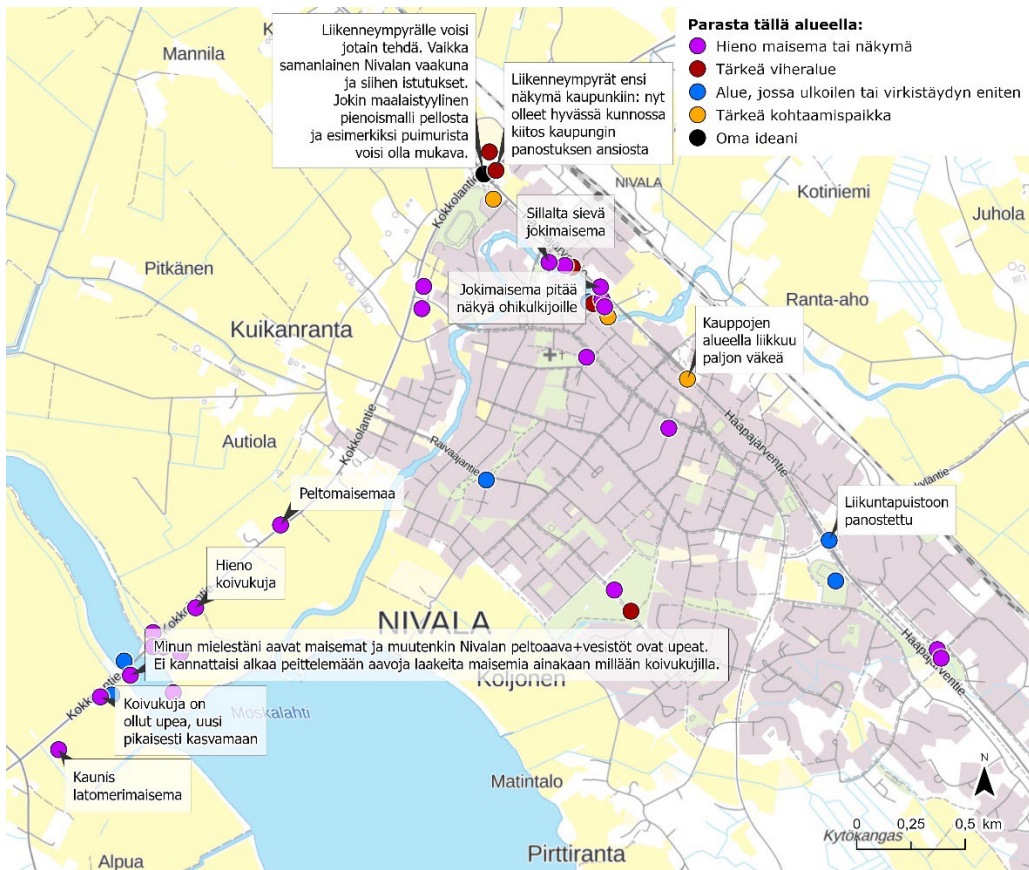 Parasta tällä alueella:
Hieno maisema tai näkymä
Tärkeä viheralue
Alue, jossa ulkoilen tai virkistäydyn eniten
Tärkeä kohtaamispaikka
Oma ideani
Liikenneympyrälle voisi
jotain tehdä. Vaikka
samanlainen Nivalan vaakuna
ja siihen istutukset.
Jokin maalaistyylinen
pienoismalli pellosta
ja esimerkiksi puimurista
voisi olla mukava.
Liikenneympyrät ensi
näkymä kaupunkiin: nyt
olleet hyvässä kunnossa
kiitos kaupungin
panostuksen ansiosta
Mannila
Kokkolantie
NIVALA
Kotiniemi
Juhola
Sillalta sievä
jokimaisema
Pitkänen
Jokimaisema pitää
näkyä ohikulkijoille
Ranta-aho
Kuikanranta
Kauppojen
alueella liikkuu
paljon väkeä
Autiola
Kokkolantie
Raivaajantie
Haapajärventie
Peltomaisemaa
Liikuntapuistoon
panostettu
Hieno
koivukuja
Kokkolantie
NIVALA
Minun mielestäni aavat maisemat ja muutenkin Nivalan peltoaava+vesistöt ovat upeat.
Ei kannattaisi alkaa peittelemään aavoja laakeita maisemia ainakaan millään koivukujilla.
Koljonen
Haapajärventie
Kokkolantie
Koivukuja on
ollut upea, uusi
pikaisesti kasvamaan
Moskalahti
Kaunis
latomerimaisema
Matintalo
N
0 0,25 0,5 km
Kytökangas
Alpua
Pirttiranta